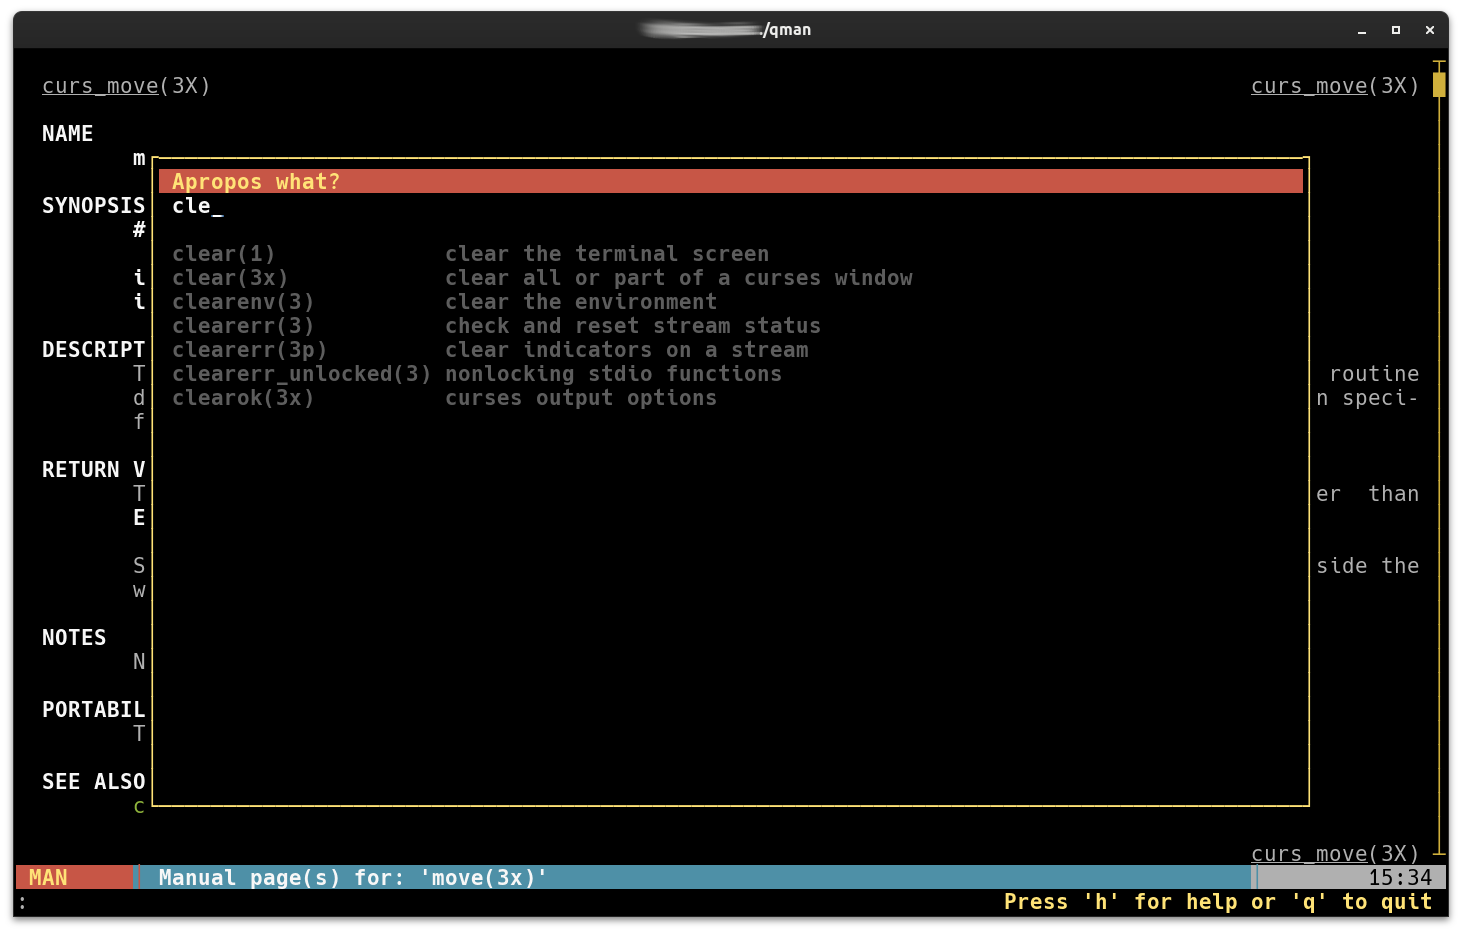 ./qman
curs_move(3X) curs_move(3X)
NAME
m
Apropos what?
SYNOPSIS cle_
#
clear(1) clear the terminal screen
i clear(3x) clear all or part of a curses window
i clearenv(3) clear the environment
clearerr(3) check and reset stream status
DESCRIPT clearerr(3p) clear indicators on a stream
T clearerr_unlocked(3) nonlocking stdio functions routine
d clearok(3x) curses output options n speci-
f
RETURN V
T er than
E
S side the
w
NOTES
N
PORTABIL
T
SEE ALSO
c
curs_move(3X)
MAN Manual page(s) for: 'move(3x)' 15:34
: Press 'h' for help or 'q' to quit